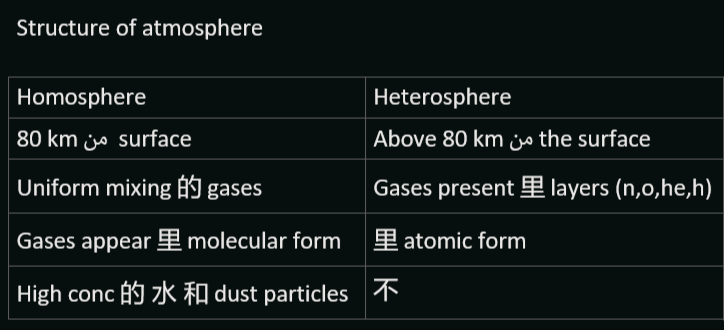 Structure of atmosphere
Homosphere
Heterosphere
80 km من surface
Above 80 km من the surface
Uniform mixing 的 gases
Gases present 里 layers (n,o,he,h)
Gases appear 里 molecular form
里 atomic form
High conc 的 水 和 dust particles
不